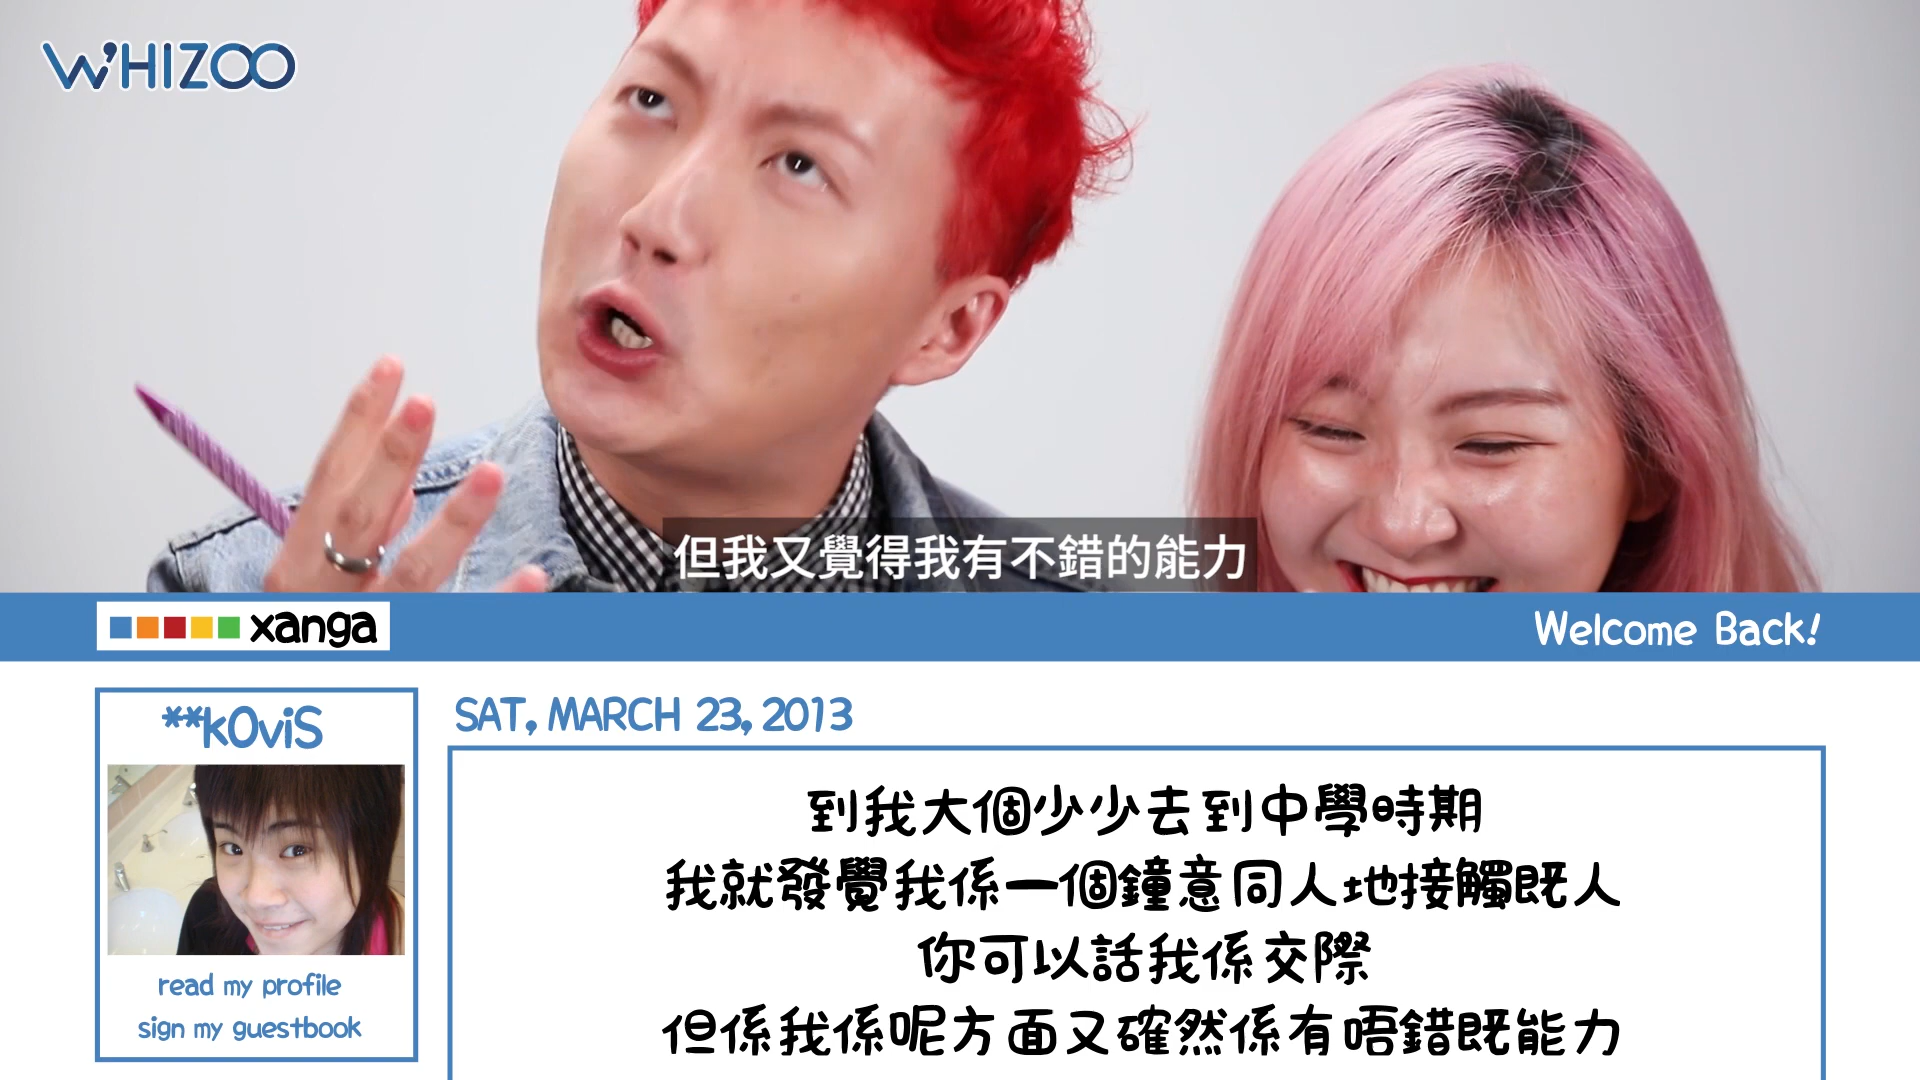 W'HIZOO
但我又覺得我有不錯的能力
xanga
Welcome Back!
**kOviS
read my profile
sign my guestbook
SAT, MARCH 23, 2013
到我大個少少去到中學時期
我就發覺我係一個鐘意同人地接觸既人
你可以話我係交際
但係我係呢方面又確然係有唔錯既能力